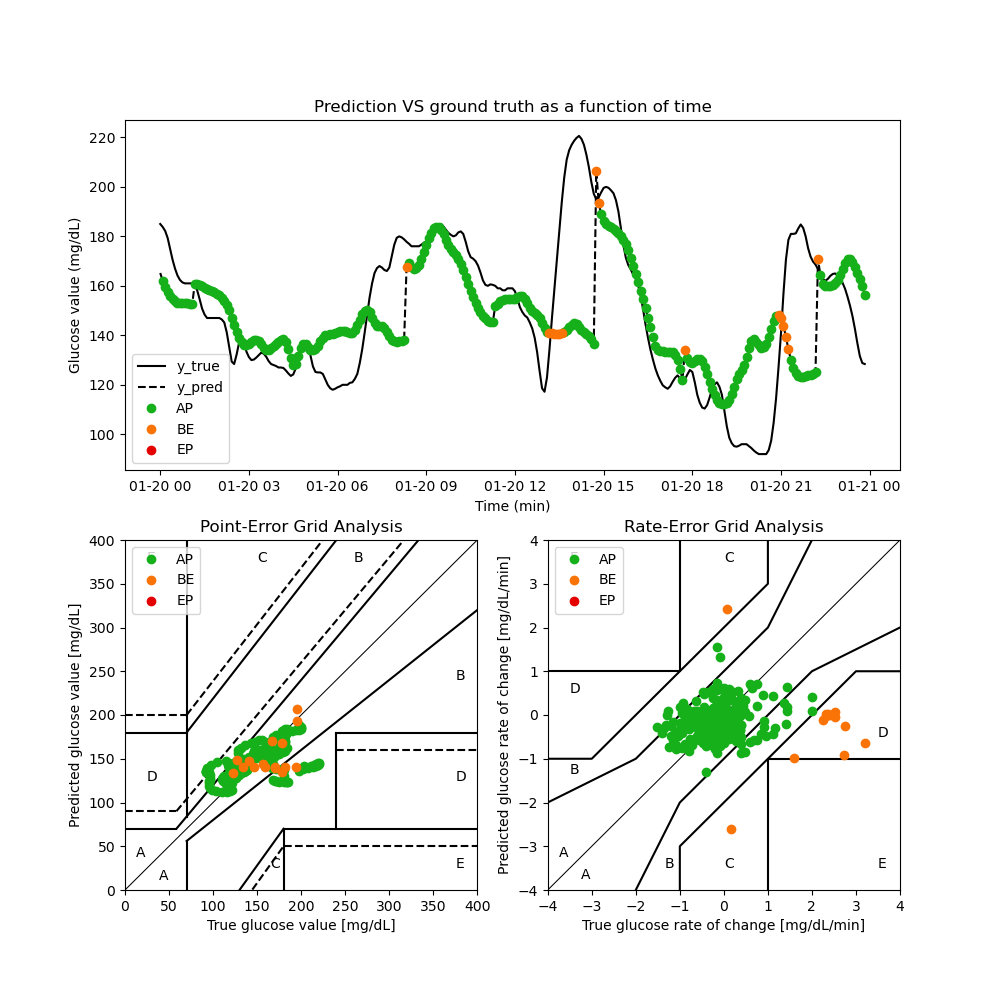 Prediction VS ground truth as a function of time
Glucose value (mg/dL)
220
200
180
160
140
120
100
y_true
y_pred
AP
BE
EP
01-20 00 01-20 03 01-20 06 01-20 09 01-20 12 01-20 15 01-20 18 01-20 21 01-21 00
Time (min)
Point-Error Grid Analysis
Predicted glucose value [mg/dL]
400
350
300
250
200
150
100
50
0
AP
BE
EP
C
B
B
D
D
A
A
C
E
0 50 100 150 200 250 300 350 400
True glucose value [mg/dL]
Rate-Error Grid Analysis
Predicted glucose rate of change [mg/dL/min]
4
3
2
1
0
−1
−2
−3
−4
AP
BE
EP
C
D
D
B
A
A
B
C
E
−4 −3 −2 −1 0 1 2 3 4
True glucose rate of change [mg/dL/min]